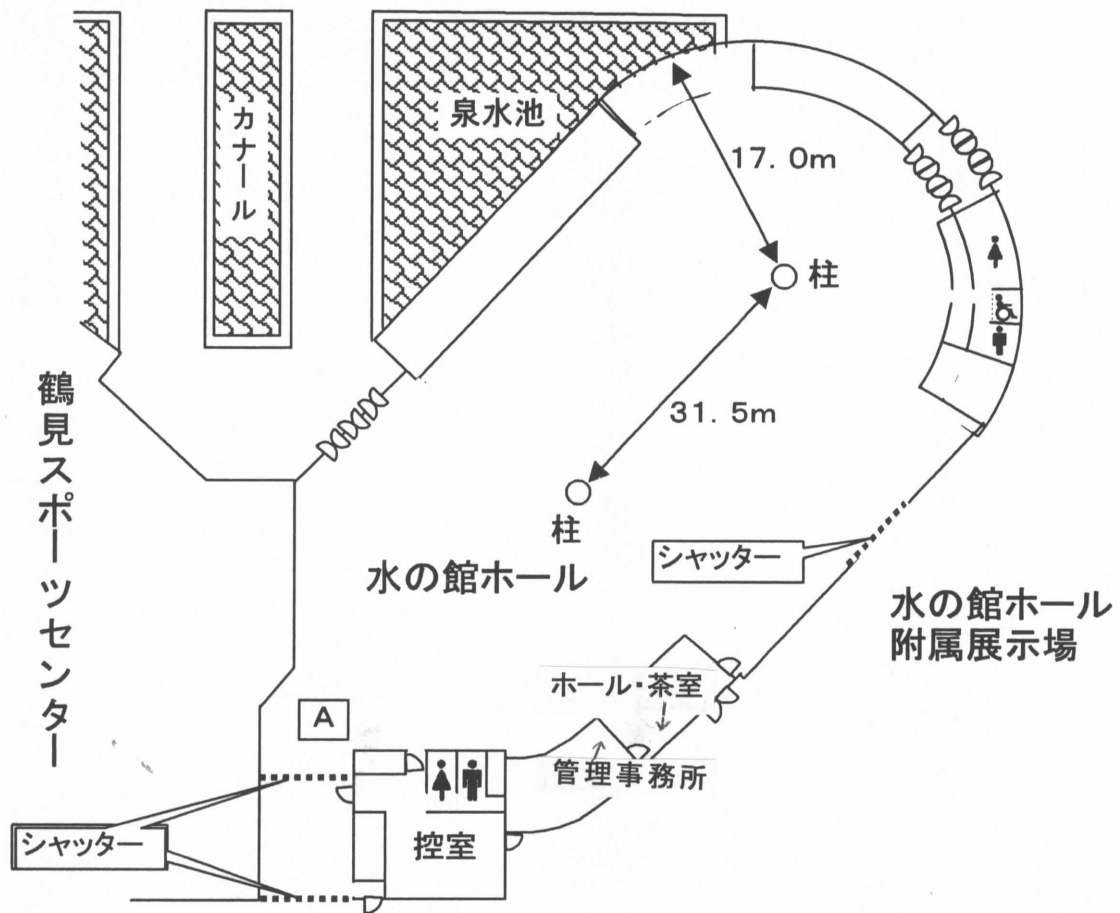 カナール
泉水池
17.0m
柱
31.5m
柱
鶴見スポーツセンター
水の館ホール
シャッター
水の館ホール
附属展示場
ホール・茶室
管理事務所
A
シャッター
控室